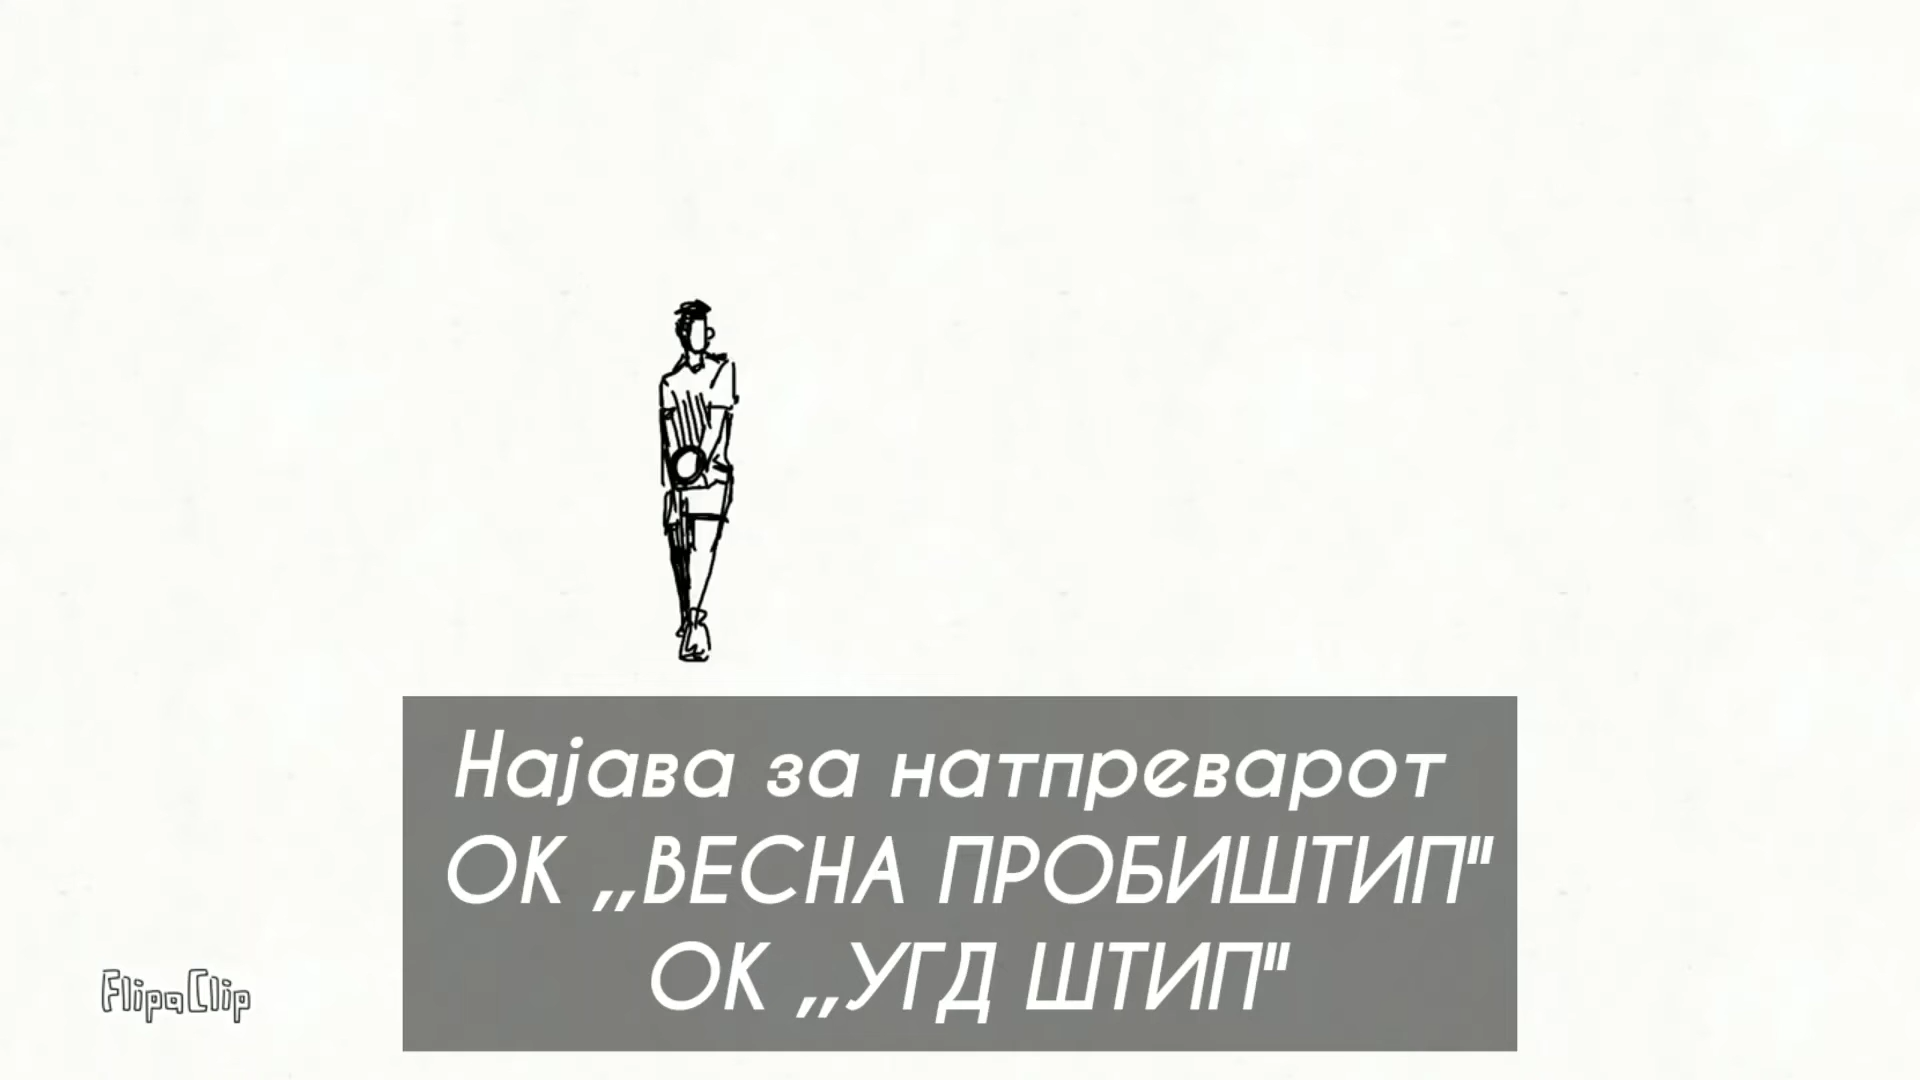 Најава за натпреварот
ОК ,,ВЕСНА ПРОБИШТИП"
ОК ,,УГД ШТИП"
FlipaClip